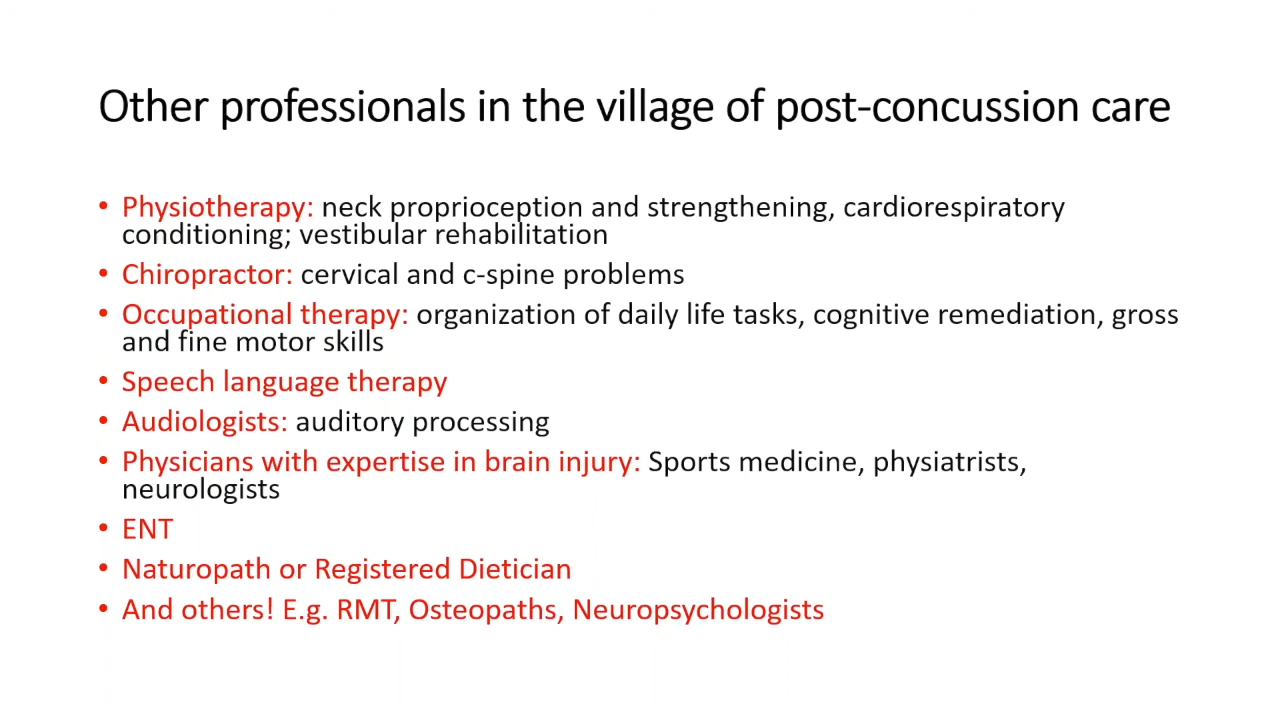 Other professionals in the village of post-concussion care
• Physiotherapy: neck proprioception and strengthening, cardiorespiratory
conditioning; vestibular rehabilitation
• Chiropractor: cervical and c-spine problems
• Occupational therapy: organization of daily life tasks, cognitive remediation, gross
and fine motor skills
• Speech language therapy
• Audiologists: auditory processing
• Physicians with expertise in brain injury: Sports medicine, physiatrists,
neurologists
• ENT
• Naturopath or Registered Dietician
• And others! E.g. RMT, Osteopaths, Neuropsychologists